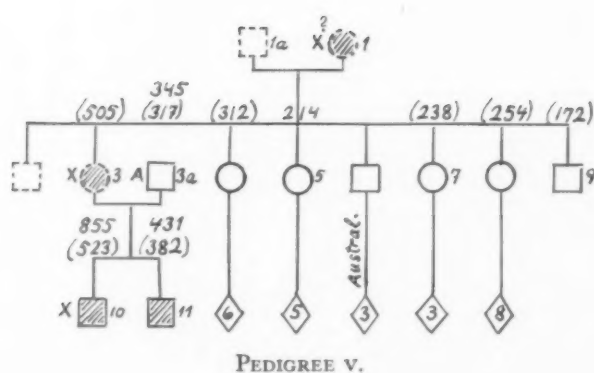 1a X ? 1
345
(505) (317) (312) 214 (238) (254) (172)
X 3 A 3a 5 7 9
855 431
(523) (382)
Austral.
X 10 11 6 5 3 3 8
PEDIGREE V.